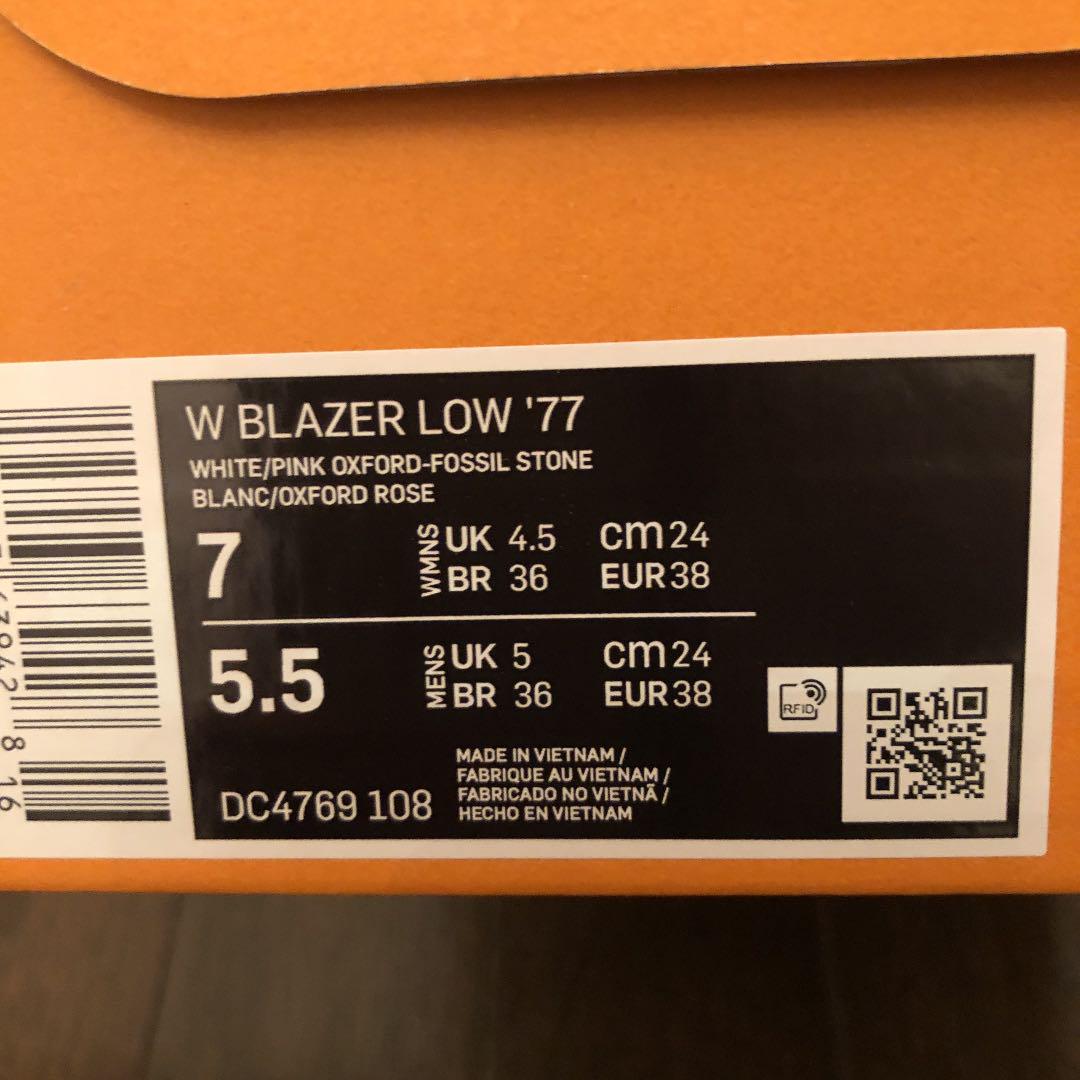 W BLAZER LOW '77
WHITE/PINK OXFORD-FOSSIL STONE
BLANC/OXFORD ROSE
7 WMNS UK 4.5 cm 24
BR 36 EUR 38
5.5 MENS UK 5 cm 24
BR 36 EUR 38
RFID
MADE IN VIETNAM /
FABRIQUE AU VIETNAM /
FABRICADO NO VIETNÃ /
HECHO EN VIETNAM
DC4769 108
8 16